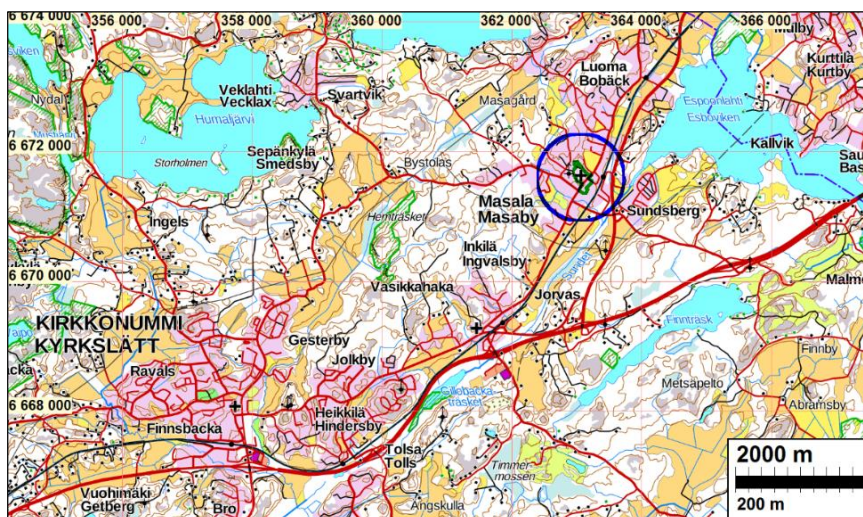 6 674 000
356 000
358 000
360 000
362 000
364 000
366 000
Luoma
Bobäck
Kurttila
Kurtby
Veklahti
Vecklax
Svartvik
Masagård
Espoonlahti
Esboviken
Nydal
Humaljärvi
Sepänkylä
Smedsby
Källvik
6 672 000
Storholmen
Bystolas
Masala
Masaby
Sundsberg
Ingels
Hemträsket
Inkilä
Ingvalsby
6 670 000
Vasikkahaka
Jorvas
Malme
KIRKKONUMMI
KYRKSLÄTT
Gesterby
Finnträsk
Finnby
Ravals
Jolkby
Metsäpelto
6 668 000
Heikkilä
Hindersby
Abramsby
Finnsbacka
Tolsa
Tolls
Timmer-
mossen
2000 m
Vuohimäki
Getberg
Bro
Ängskulla
200 m